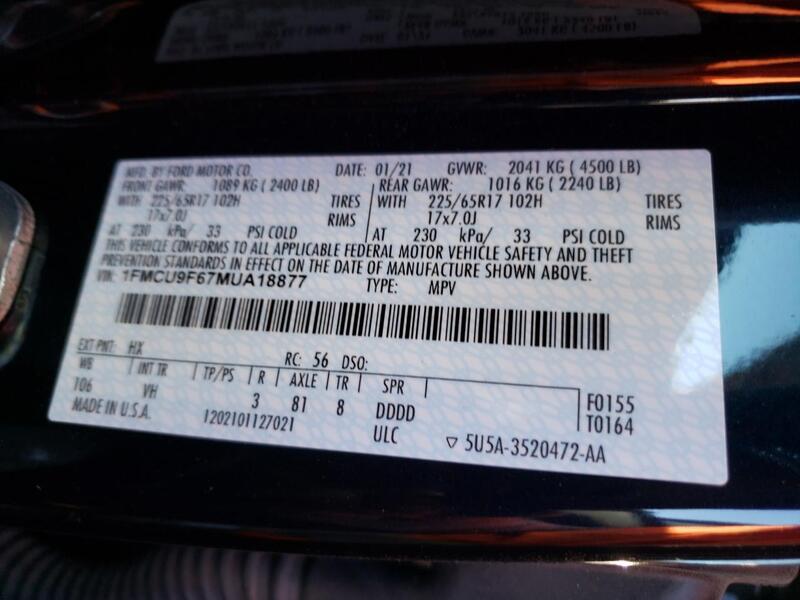 MFD. BY FORD MOTOR CO. DATE: 01/21 GVWR: 2041 KG ( 4500 LB)
FRONT GAWR: 1089 KG ( 2400 LB) REAR GAWR: 1016 KG ( 2240 LB)
WITH 225/65R17 102H TIRES WITH 225/65R17 102H TIRES
17x7.0J RIMS 17x7.0J RIMS
AT 230 kPa/ 33 PSI COLD AT 230 kPa/ 33 PSI COLD
THIS VEHICLE CONFORMS TO ALL APPLICABLE FEDERAL MOTOR VEHICLE SAFETY AND THEFT
PREVENTION STANDARDS IN EFFECT ON THE DATE OF MANUFACTURE SHOWN ABOVE.
VIN: 1FMCU9F67MUA18877 TYPE: MPV
EXT PNT: HX RC: 56 DSO:
WB INT TR TP/PS R AXLE TR SPR
106 VH 3 81 8 DDDD F0155
MADE IN U.S.A. 1202101127021 ULC T0164
▽ 5U5A-3520472-AA